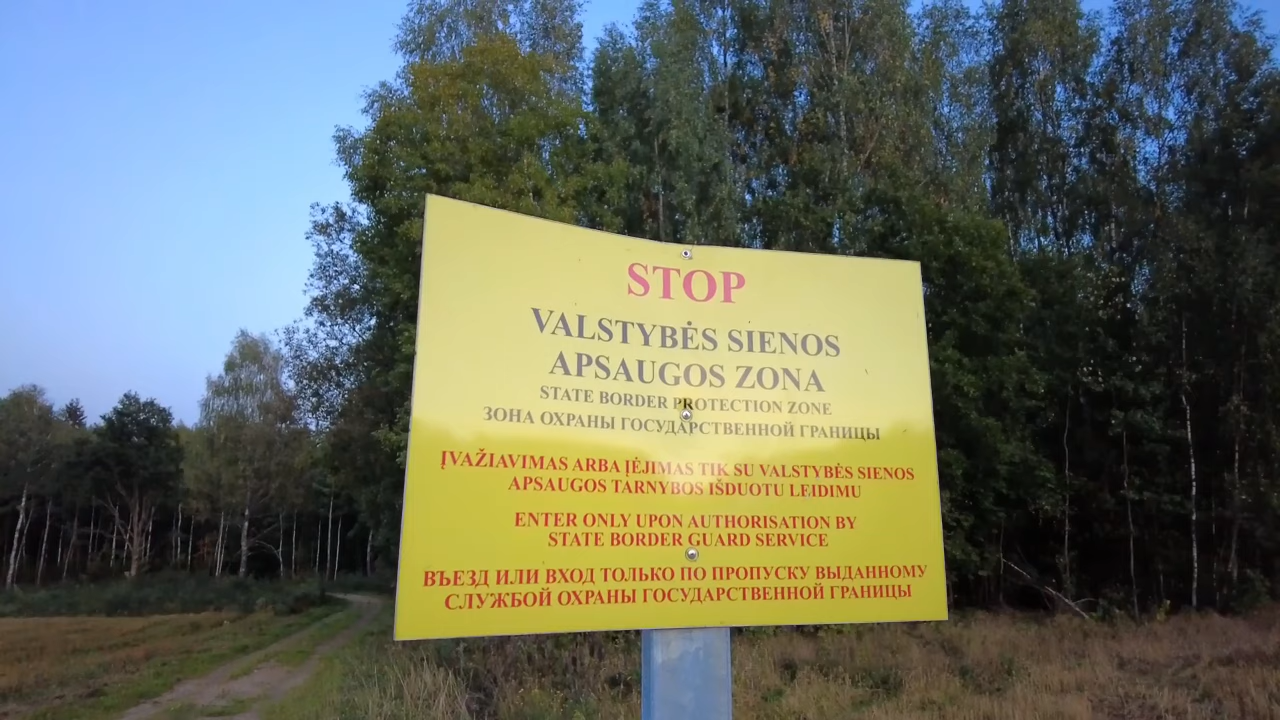 STOP
VALSTYBĖS SIENOS
APSAUGOS ZONA
STATE BORDER PROTECTION ZONE
ЗОНА ОХРАНЫ ГОСУДАРСТВЕННОЙ ГРАНИЦЫ
ĮVAŽIAVIMAS ARBA ĮĖJIMAS TIK SU VALSTYBĖS SIENOS
APSAUGOS TARNYBOS IŠDUOTU LEIDIMU
ENTER ONLY UPON AUTHORISATION BY
STATE BORDER GUARD SERVICE
ВЪЕЗД ИЛИ ВХОД ТОЛЬКО ПО ПРОПУСКУ ВЫДАННОМУ
СЛУЖБОЙ ОХРАНЫ ГОСУДАРСТВЕННОЙ ГРАНИЦЫ